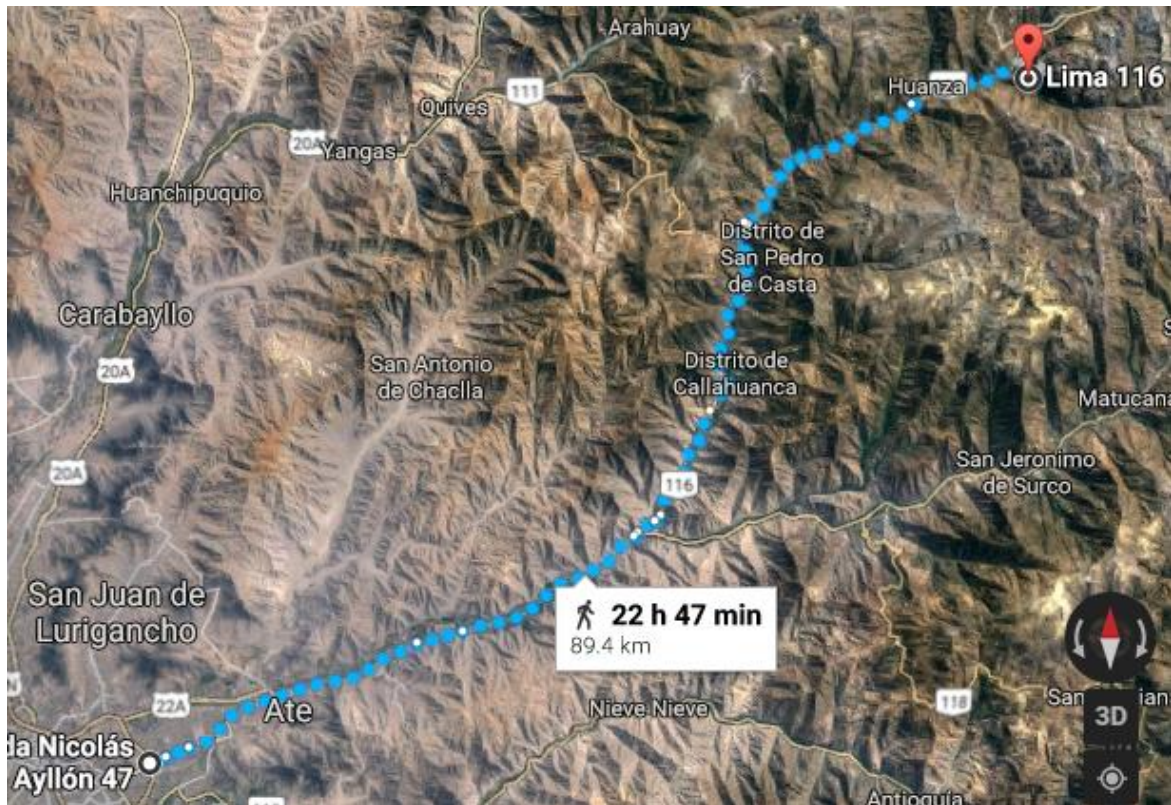 Arahuay
Lima 116
Huanza
111
Quives
20A
Yangas
Huanchipuquio
Distrito de
San Pedro
de Casta
Carabayllo
20A
San Antonio
de Chaclla
Distrito de
Callahuanca
Matucana
20A
San Jeronimo
de Surco
116
San Juan de
Lurigancho
22 h 47 min
89.4 km
22A
Ate
Nieve Nieve
118
San
3D
da Nicolás
Ayllón 47
Antioquía